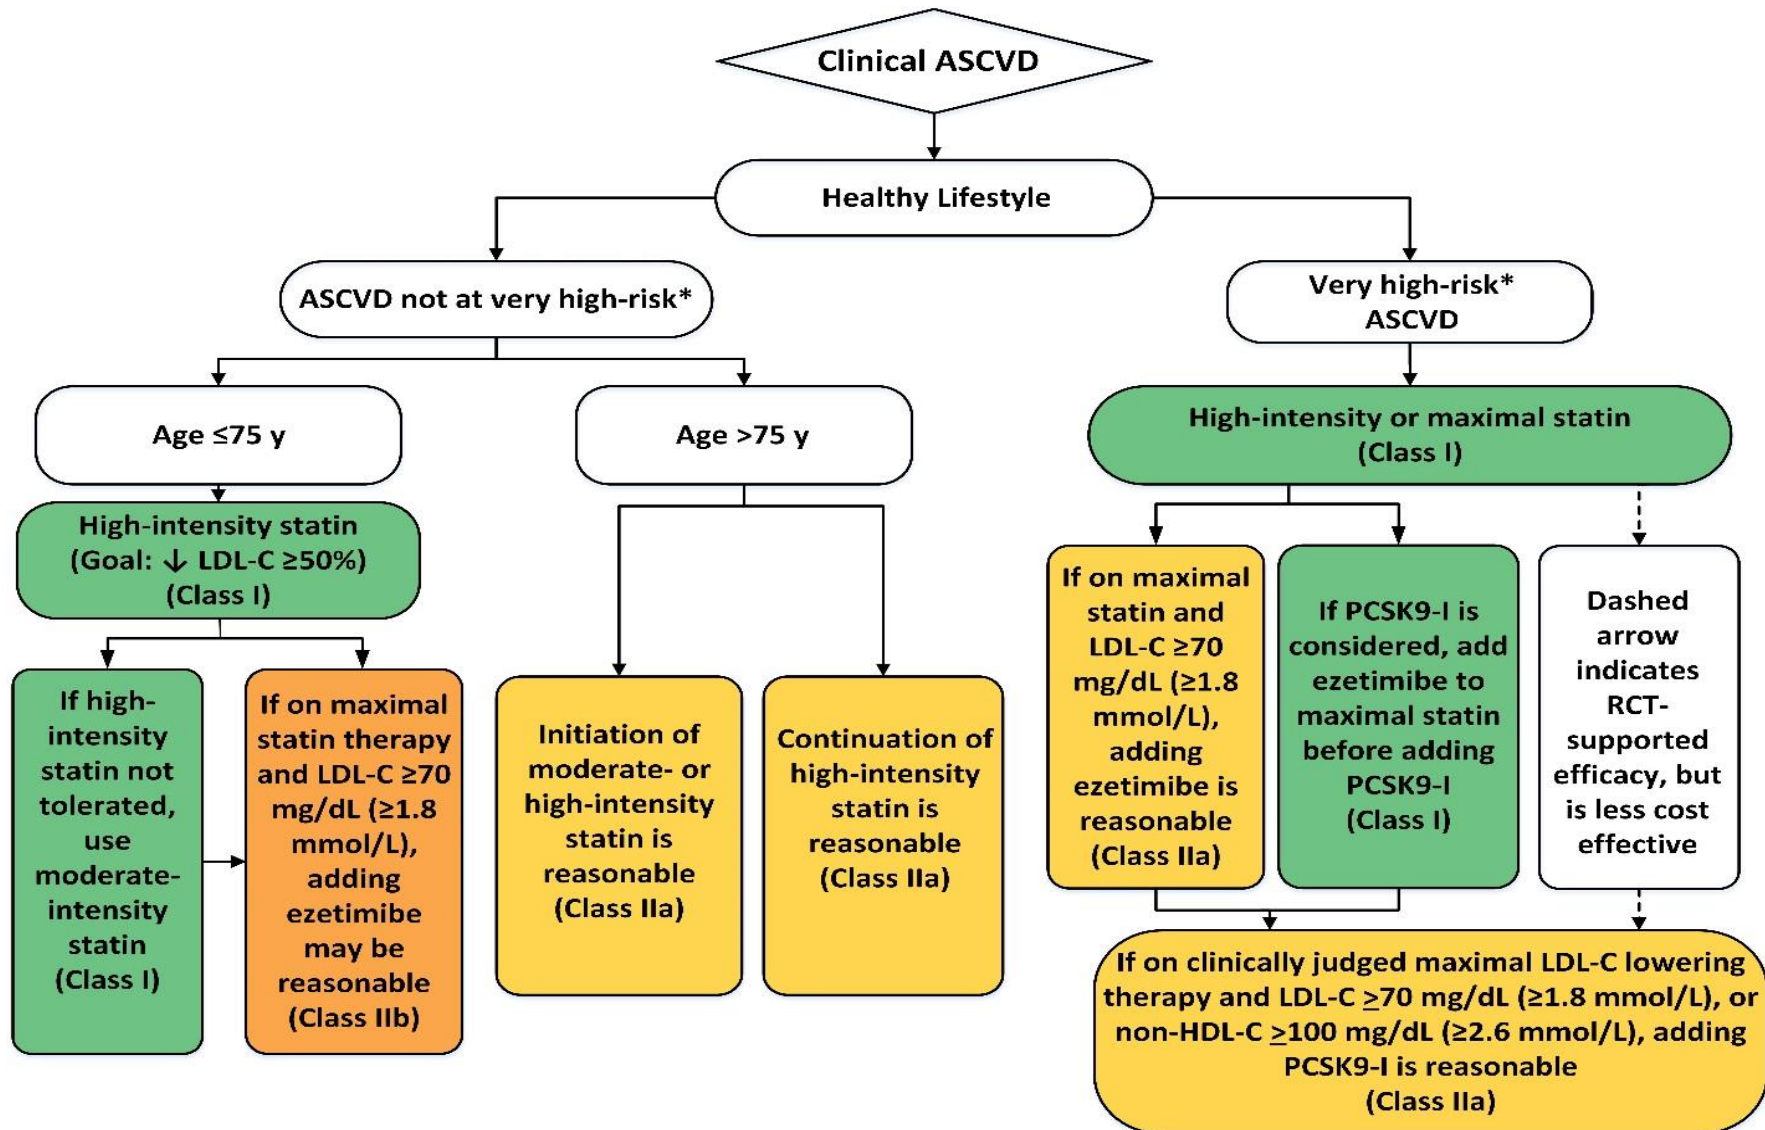 Clinical ASCVD
Healthy Lifestyle
ASCVD not at very high-risk*
Very high-risk*
ASCVD
Age ≤75 y
Age >75 y
High-intensity or maximal statin
(Class I)
High-intensity statin
(Goal: ↓ LDL-C ≥50%)
(Class I)
If high-
intensity
statin not
tolerated,
use
moderate-
intensity
statin
(Class I)
If on maximal
statin therapy
and LDL-C ≥70
mg/dL (≥1.8
mmol/L),
adding
ezetimibe
may be
reasonable
(Class IIb)
Initiation of
moderate- or
high-intensity
statin is
reasonable
(Class IIa)
Continuation of
high-intensity
statin is
reasonable
(Class IIa)
If on maximal
statin and
LDL-C ≥70
mg/dL (≥1.8
mmol/L),
adding
ezetimibe is
reasonable
(Class IIa)
If PCSK9-I is
considered, add
ezetimibe to
maximal statin
before adding
PCSK9-I
(Class I)
Dashed
arrow
indicates
RCT-
supported
efficacy, but
is less cost
effective
If on clinically judged maximal LDL-C lowering
therapy and LDL-C ≥70 mg/dL (≥1.8 mmol/L), or
non-HDL-C ≥100 mg/dL (≥2.6 mmol/L), adding
PCSK9-I is reasonable
(Class IIa)